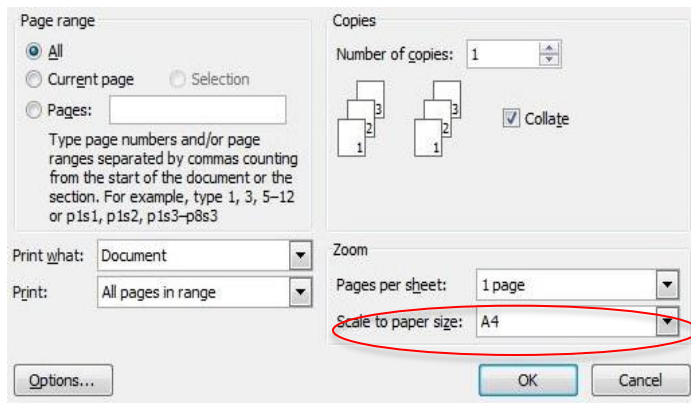 Page range
All
Current page
Selection
Pages:
Type page numbers and/or page
ranges separated by commas counting
from the start of the document or the
section. For example, type 1, 3, 5–12
or p1s1, p1s2, p1s3–p8s3
Copies
Number of copies: 1
1 2 3
1 2 3
Collate
Print what: Document
Print: All pages in range
Zoom
Pages per sheet: 1 page
Scale to paper size: A4
Options...
OK
Cancel